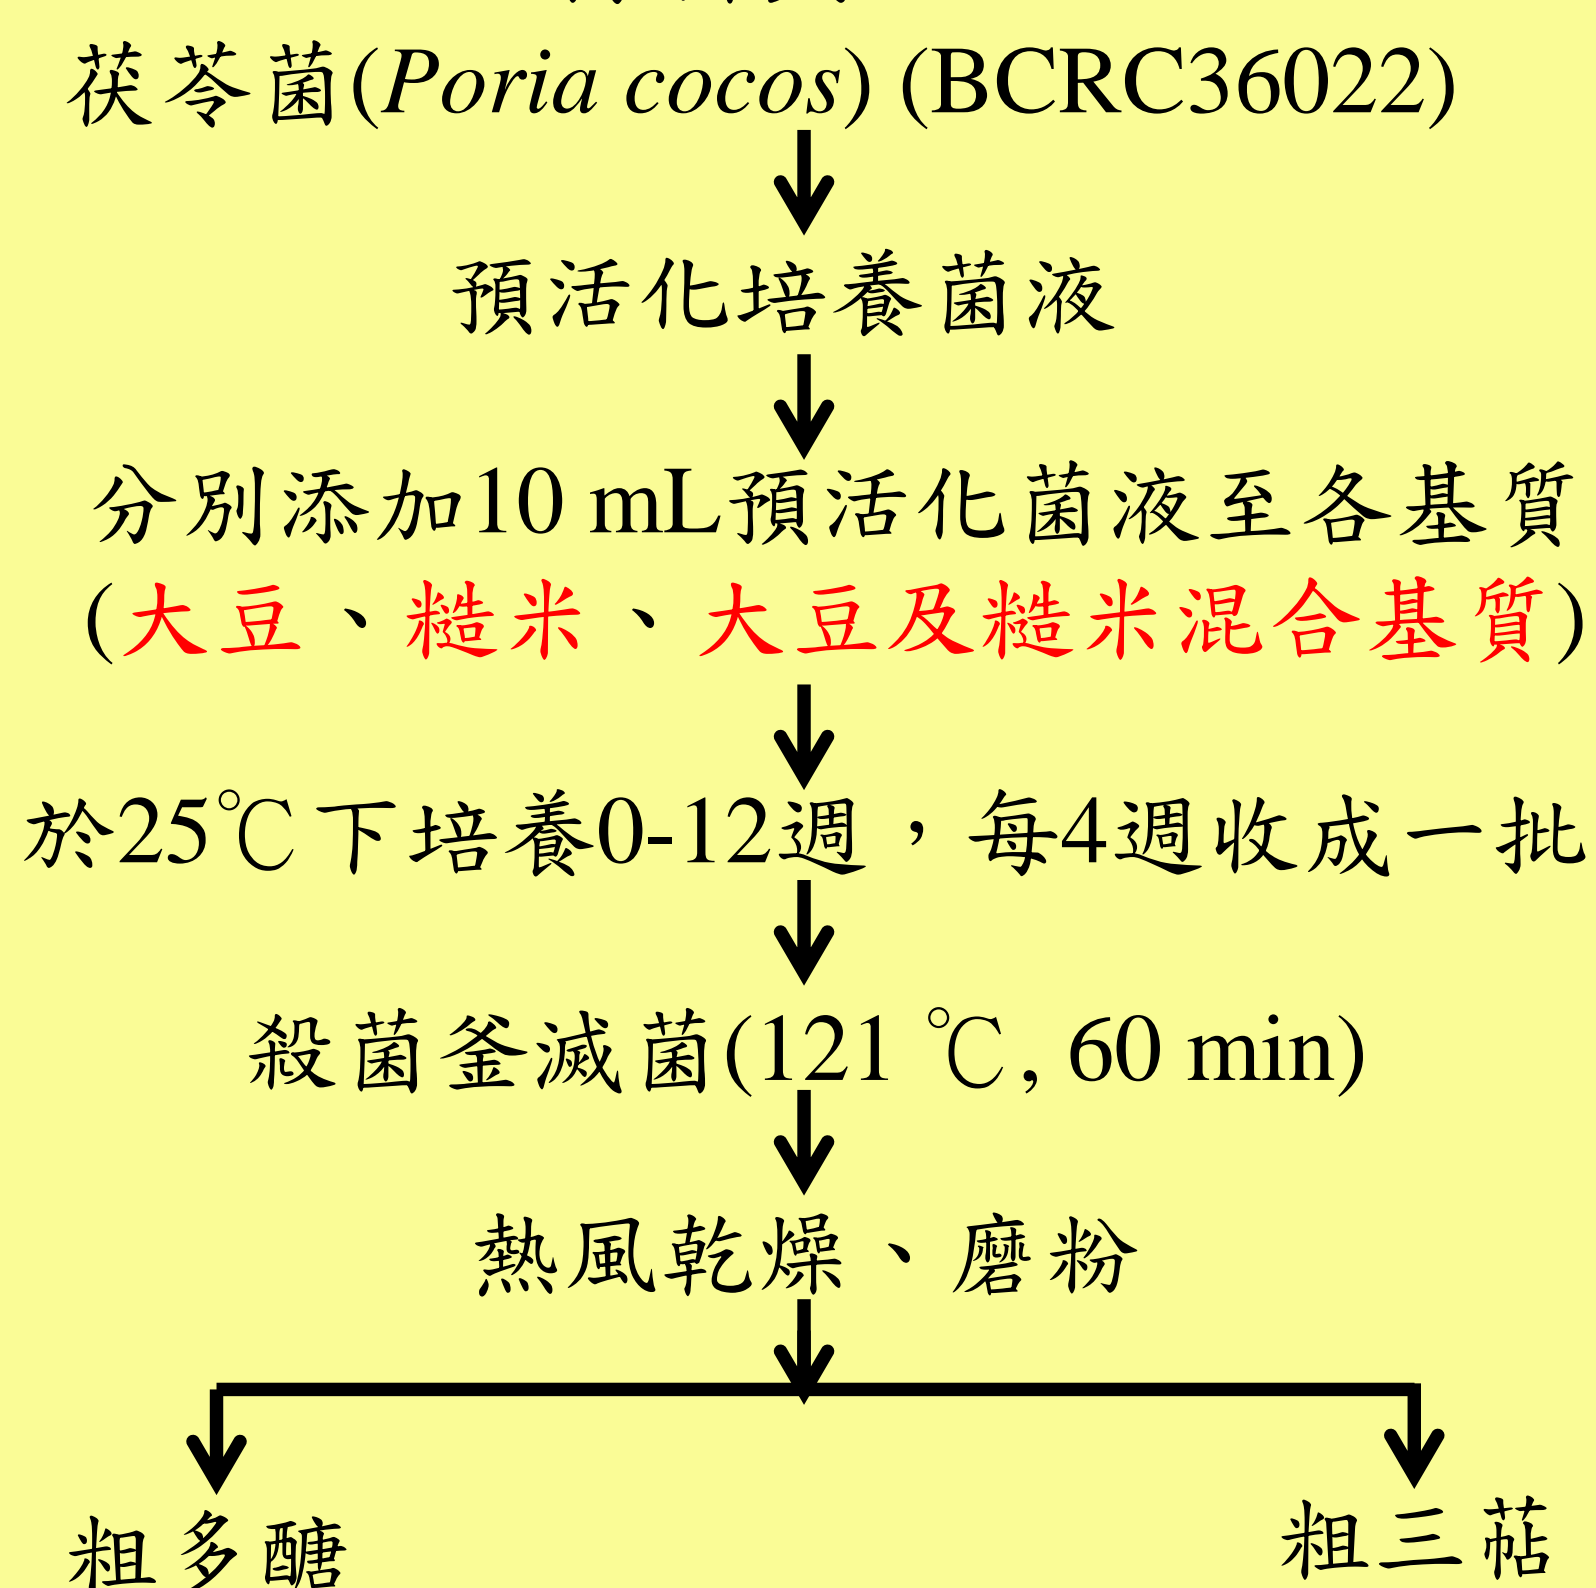 茯苓菌(Poria cocos) (BCRC36022)
預活化培養菌液
分別添加10 mL預活化菌液至各基質
(大豆、糙米、大豆及糙米混合基質)
於25℃下培養0-12週，每4週收成一批
殺菌釜滅菌(121 ℃, 60 min)
熱風乾燥、磨粉
粗多醣 粗三萜